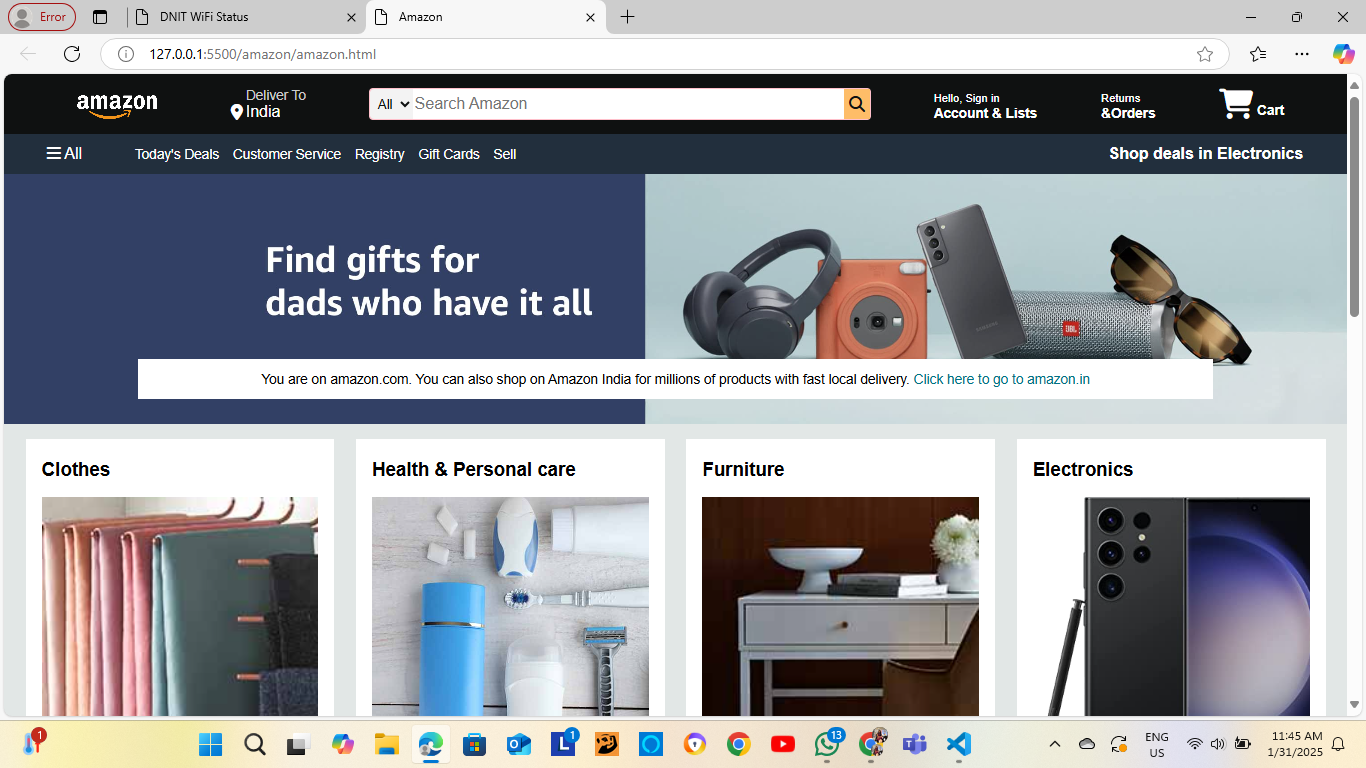 Error
DNIT WiFi Status
Amazon
127.0.0.1:5500/amazon/amazon.html
amazon
Deliver To
India
All
Search Amazon
Hello, Sign in
Account & Lists
Returns
&Orders
Cart
All
Today's Deals
Customer Service
Registry
Gift Cards
Sell
Shop deals in Electronics
Find gifts for
dads who have it all
SAMSUNG
JBL
You are on amazon.com. You can also shop on Amazon India for millions of products with fast local delivery. Click here to go to amazon.in
Clothes
Health & Personal care
Furniture
Electronics
1
L
1
13
ENG
US
11:45 AM
1/31/2025